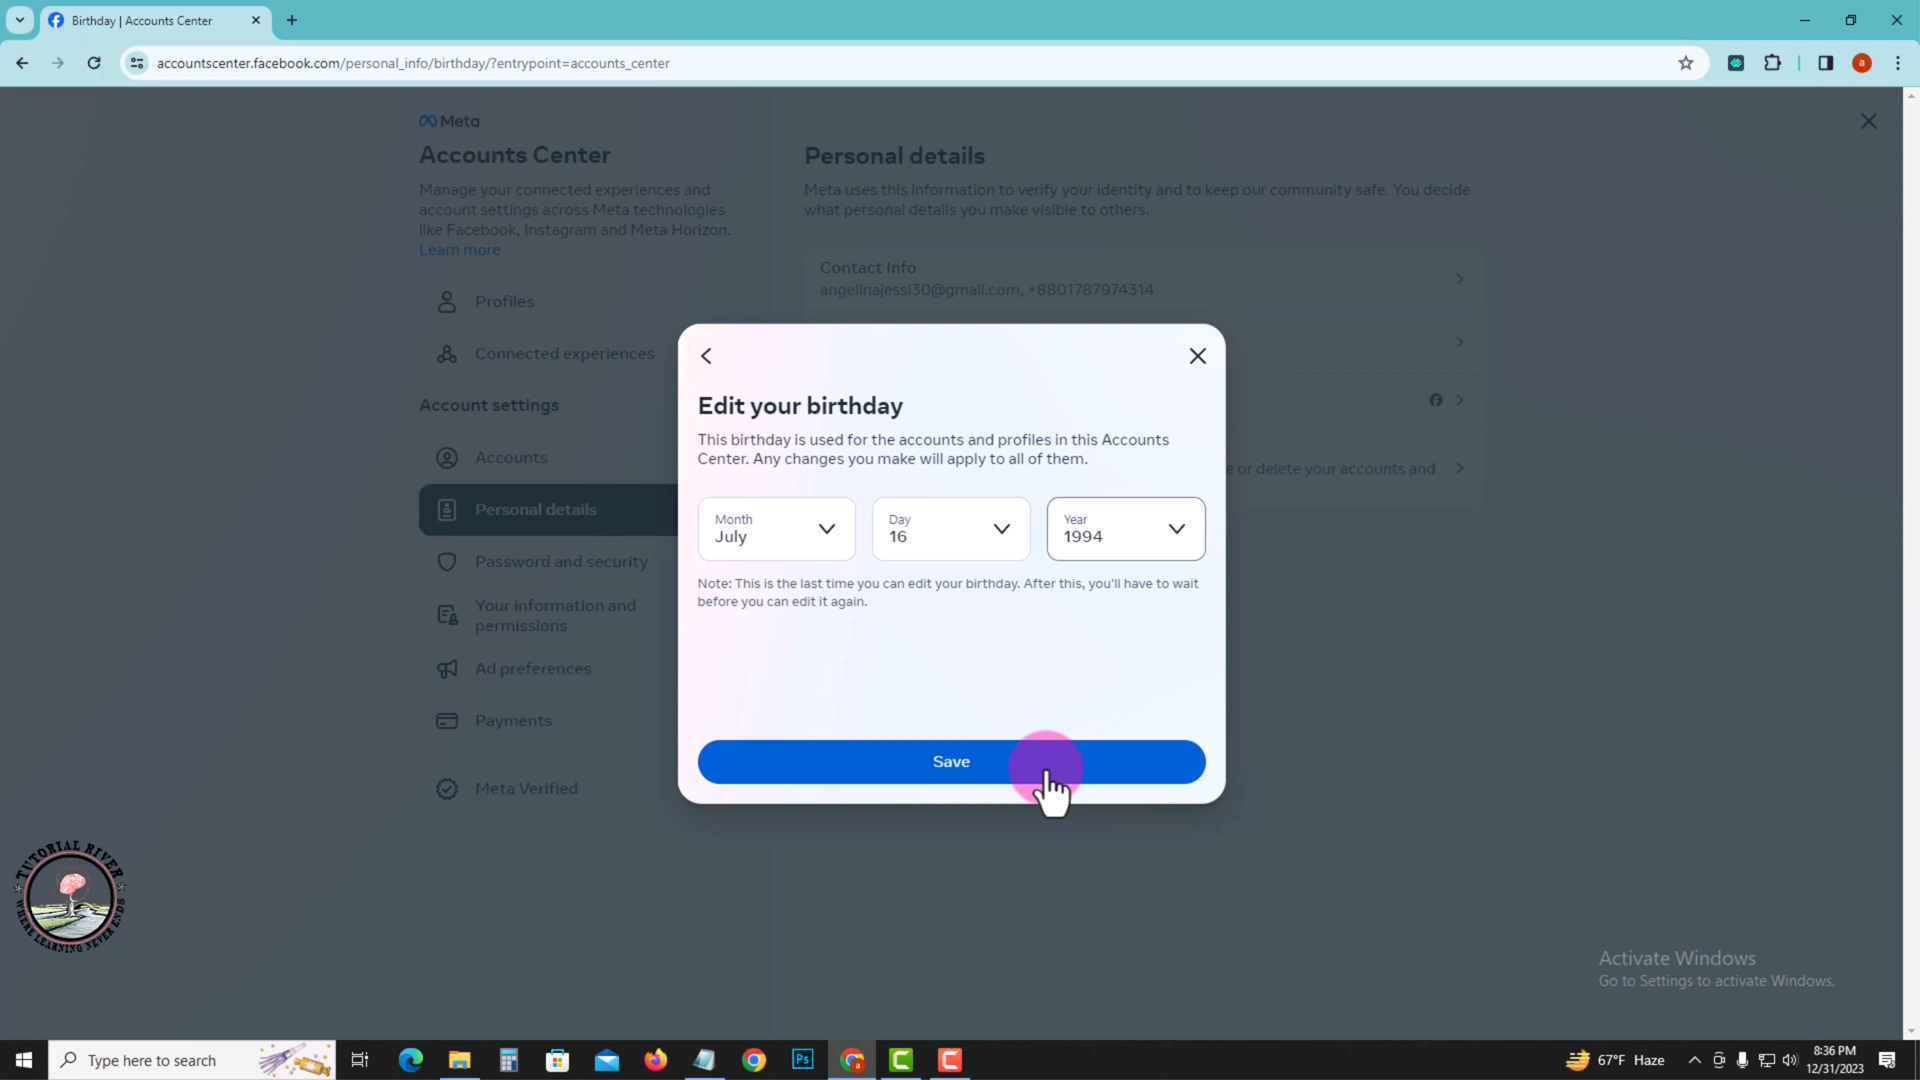 Birthday | Accounts Center
accountscenter.facebook.com/personal_info/birthday/?entrypoint=accounts_center
a
Meta
Accounts Center
Manage your connected experiences and
account settings across Meta technologies
like Facebook, Instagram and Meta Horizon.
Learn more
Profiles
Connected experiences
Account settings
Accounts
Personal details
Password and security
Your information and
permissions
Ad preferences
Payments
Meta Verified
Personal details
Meta uses this information to verify your identity and to keep our community safe. You decide
what personal details you make visible to others.
Contact Info
angelinajessi30@gmail.com, +8801787974314
e or delete your accounts and
Edit your birthday
This birthday is used for the accounts and profiles in this Accounts
Center. Any changes you make will apply to all of them.
Month
July
Day
16
Year
1994
Note: This is the last time you can edit your birthday. After this, you'll have to wait
before you can edit it again.
Save
TUTORIAL RIVER
WHERE LEARNING NEVER ENDS
Activate Windows
Go to Settings to activate Windows.
Type here to search
Ps
a
67°F Haze
8:36 PM
12/31/2023